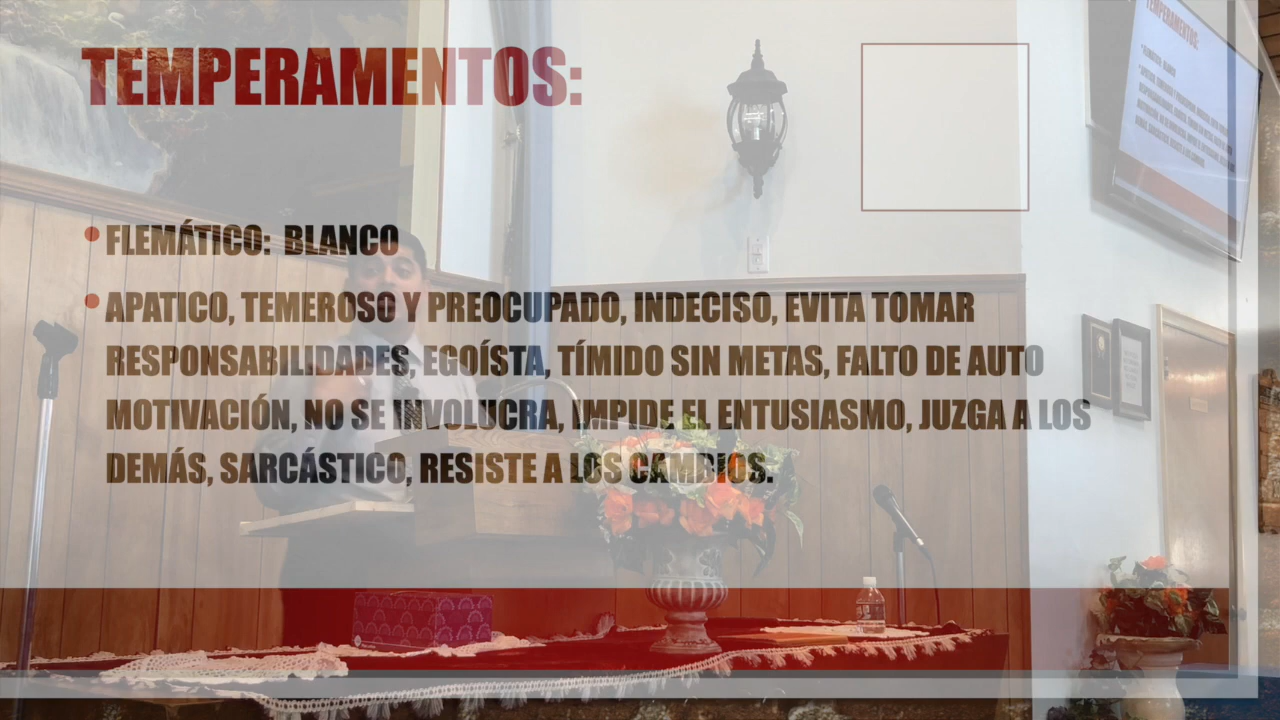 TEMPERAMENTOS:
• FLEMÁTICO: BLANCO
• APATICO, TEMEROSO Y PREOCUPADO, INDECISO, EVITA TOMAR
RESPONSABILIDADES, EGOÍSTA, TÍMIDO SIN METAS, FALTO DE AUTO
MOTIVACIÓN, NO SE INVOLUCRA, IMPIDE EL ENTUSIASMO, JUZGA A LOS
DEMÁS, SARCÁSTICO, RESISTE A LOS CAMBIOS.
TEMPERAMENTOS: